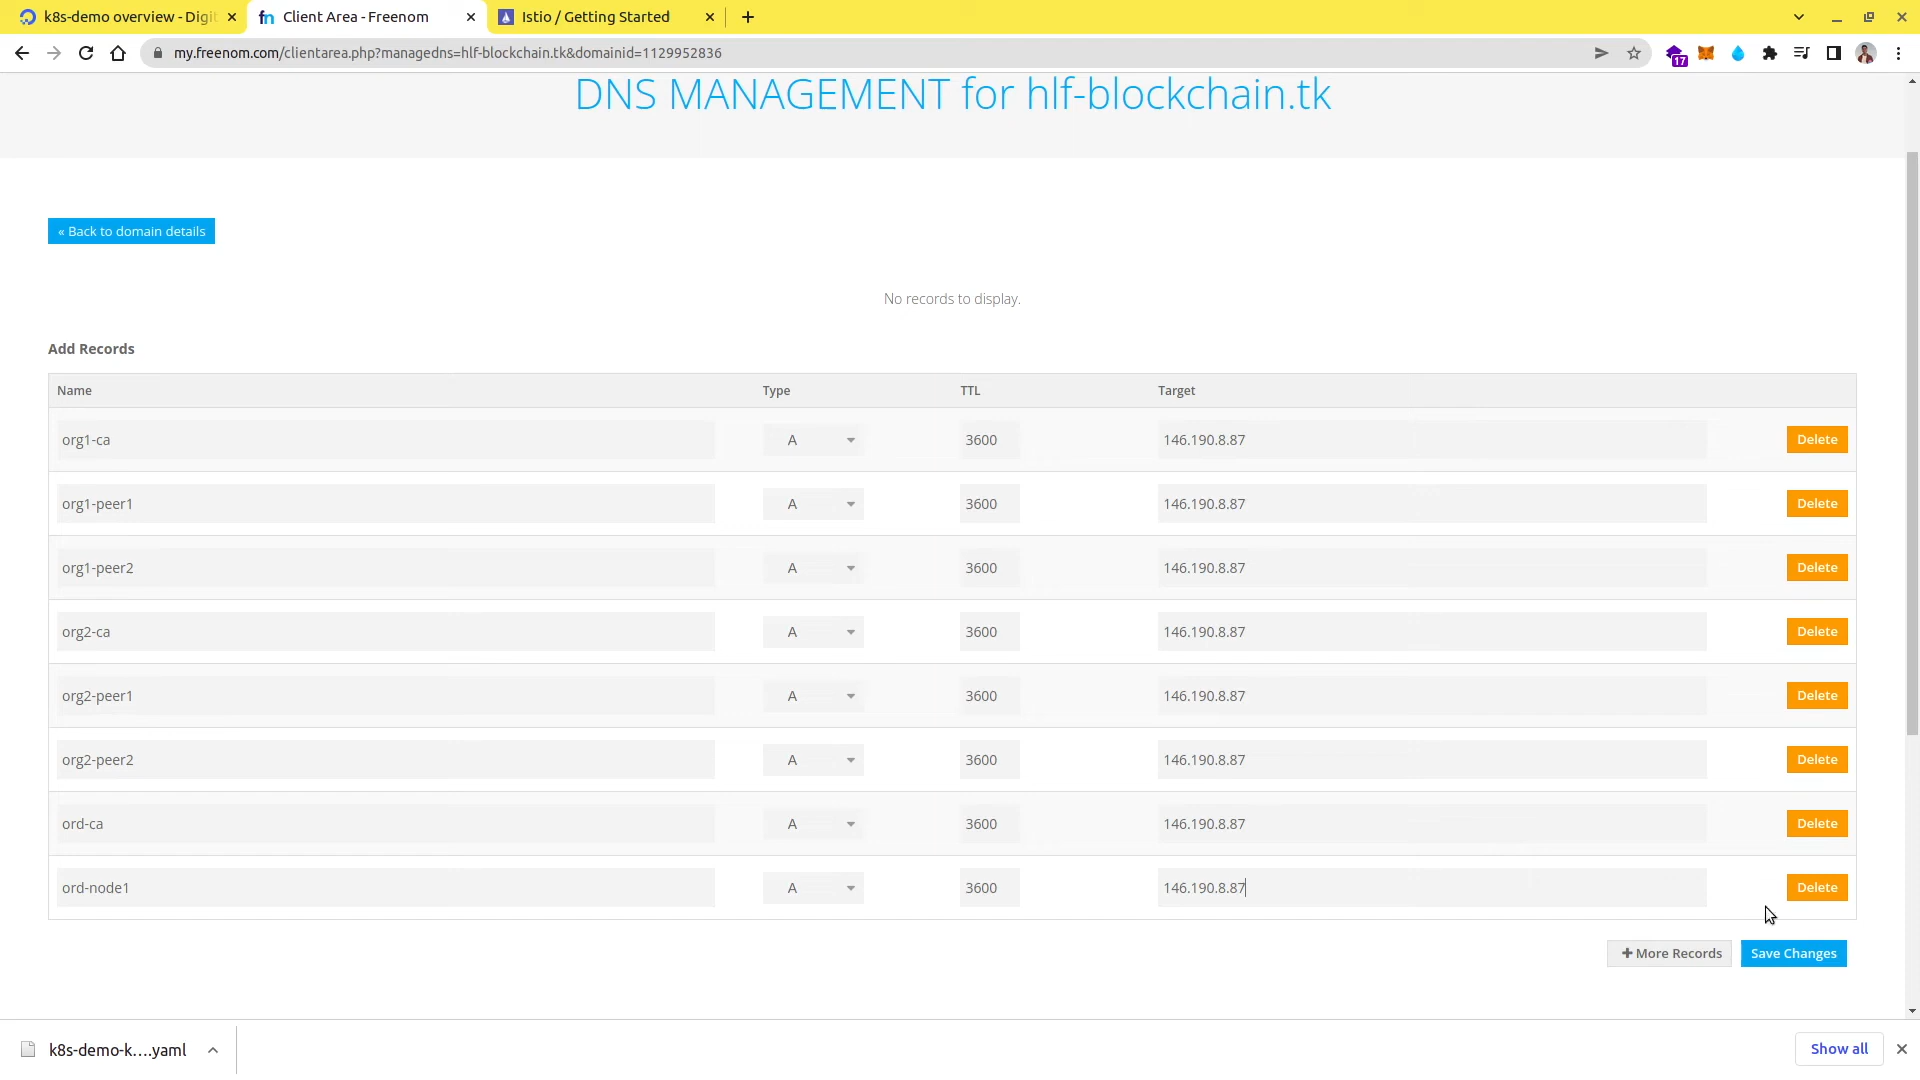 k8s-demo overview - Digit
Client Area - Freenom
Istio / Getting Started
my.freenom.com/clientarea.php?managedns=hlf-blockchain.tk&domainid=1129952836
17
DNS MANAGEMENT for hlf-blockchain.tk
« Back to domain details
No records to display.
Add Records
Name Type TTL Target
org1-ca A 3600 146.190.8.87 Delete
org1-peer1 A 3600 146.190.8.87 Delete
org1-peer2 A 3600 146.190.8.87 Delete
org2-ca A 3600 146.190.8.87 Delete
org2-peer1 A 3600 146.190.8.87 Delete
org2-peer2 A 3600 146.190.8.87 Delete
ord-ca A 3600 146.190.8.87 Delete
ord-node1 A 3600 146.190.8.87 Delete
+ More Records Save Changes
k8s-demo-k....yaml
Show all